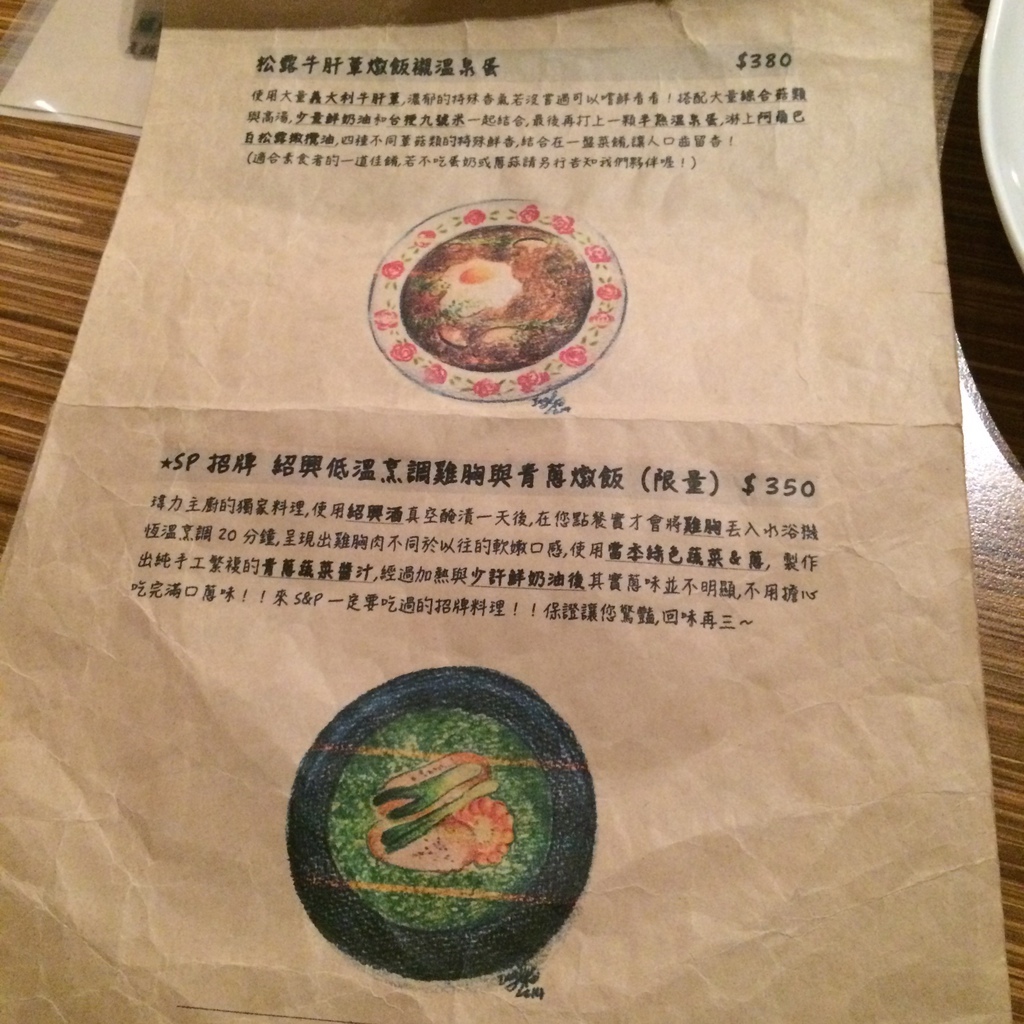 松露牛肝蕈燉飯襯溫泉蛋 $380
使用大量義大利牛肝蕈,濃郁的特殊香氣若沒嘗過可以嚐鮮看看！搭配大量綜合菇類
與高湯,少量鮮奶油和台梗九號米一起結合,最後再打上一顆半熟溫泉蛋,淋上阿爾巴
白松露橄欖油,四種不同蕈菇類的特殊鮮香,結合在一盤菜餚,讓人口齒留香！
(適合素食者的一道佳餚,若不吃蛋奶或蔥蒜請另行告知我們夥伴喔！)
★SP 招牌 紹興低溫烹調雞胸與青蔥燉飯 (限量) $350
瑋力主廚的獨家料理,使用紹興酒真空醃漬一天後,在您點餐實才會將雞胸丟入水浴機
恆溫烹調 20 分鐘,呈現出雞胸肉不同於以往的軟嫩口感,使用當季綠色蔬菜&蔥, 製作
出純手工繁複的青蔥蔬菜醬汁,經過加熱與少許鮮奶油後其實蔥味並不明顯,不用擔心
吃完滿口蔥味！！來 S&P 一定要吃過的招牌料理！！保證讓您驚豔,回味再三～